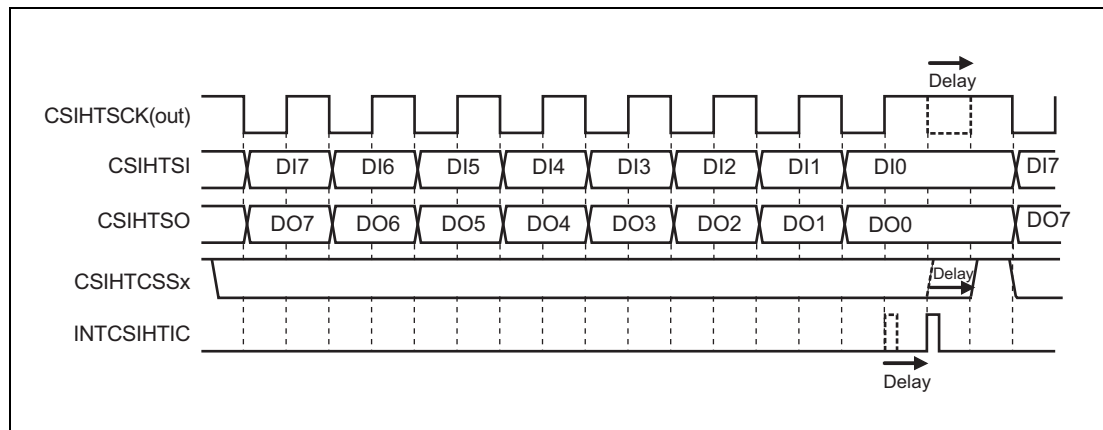 Delay
CSIHTSCK(out)
CSIHTSI DI7 DI6 DI5 DI4 DI3 DI2 DI1 DI0 DI7
CSIHTSO DO7 DO6 DO5 DO4 DO3 DO2 DO1 DO0 DO7
CSIHTCSSx Delay
INTCSIHTIC
Delay